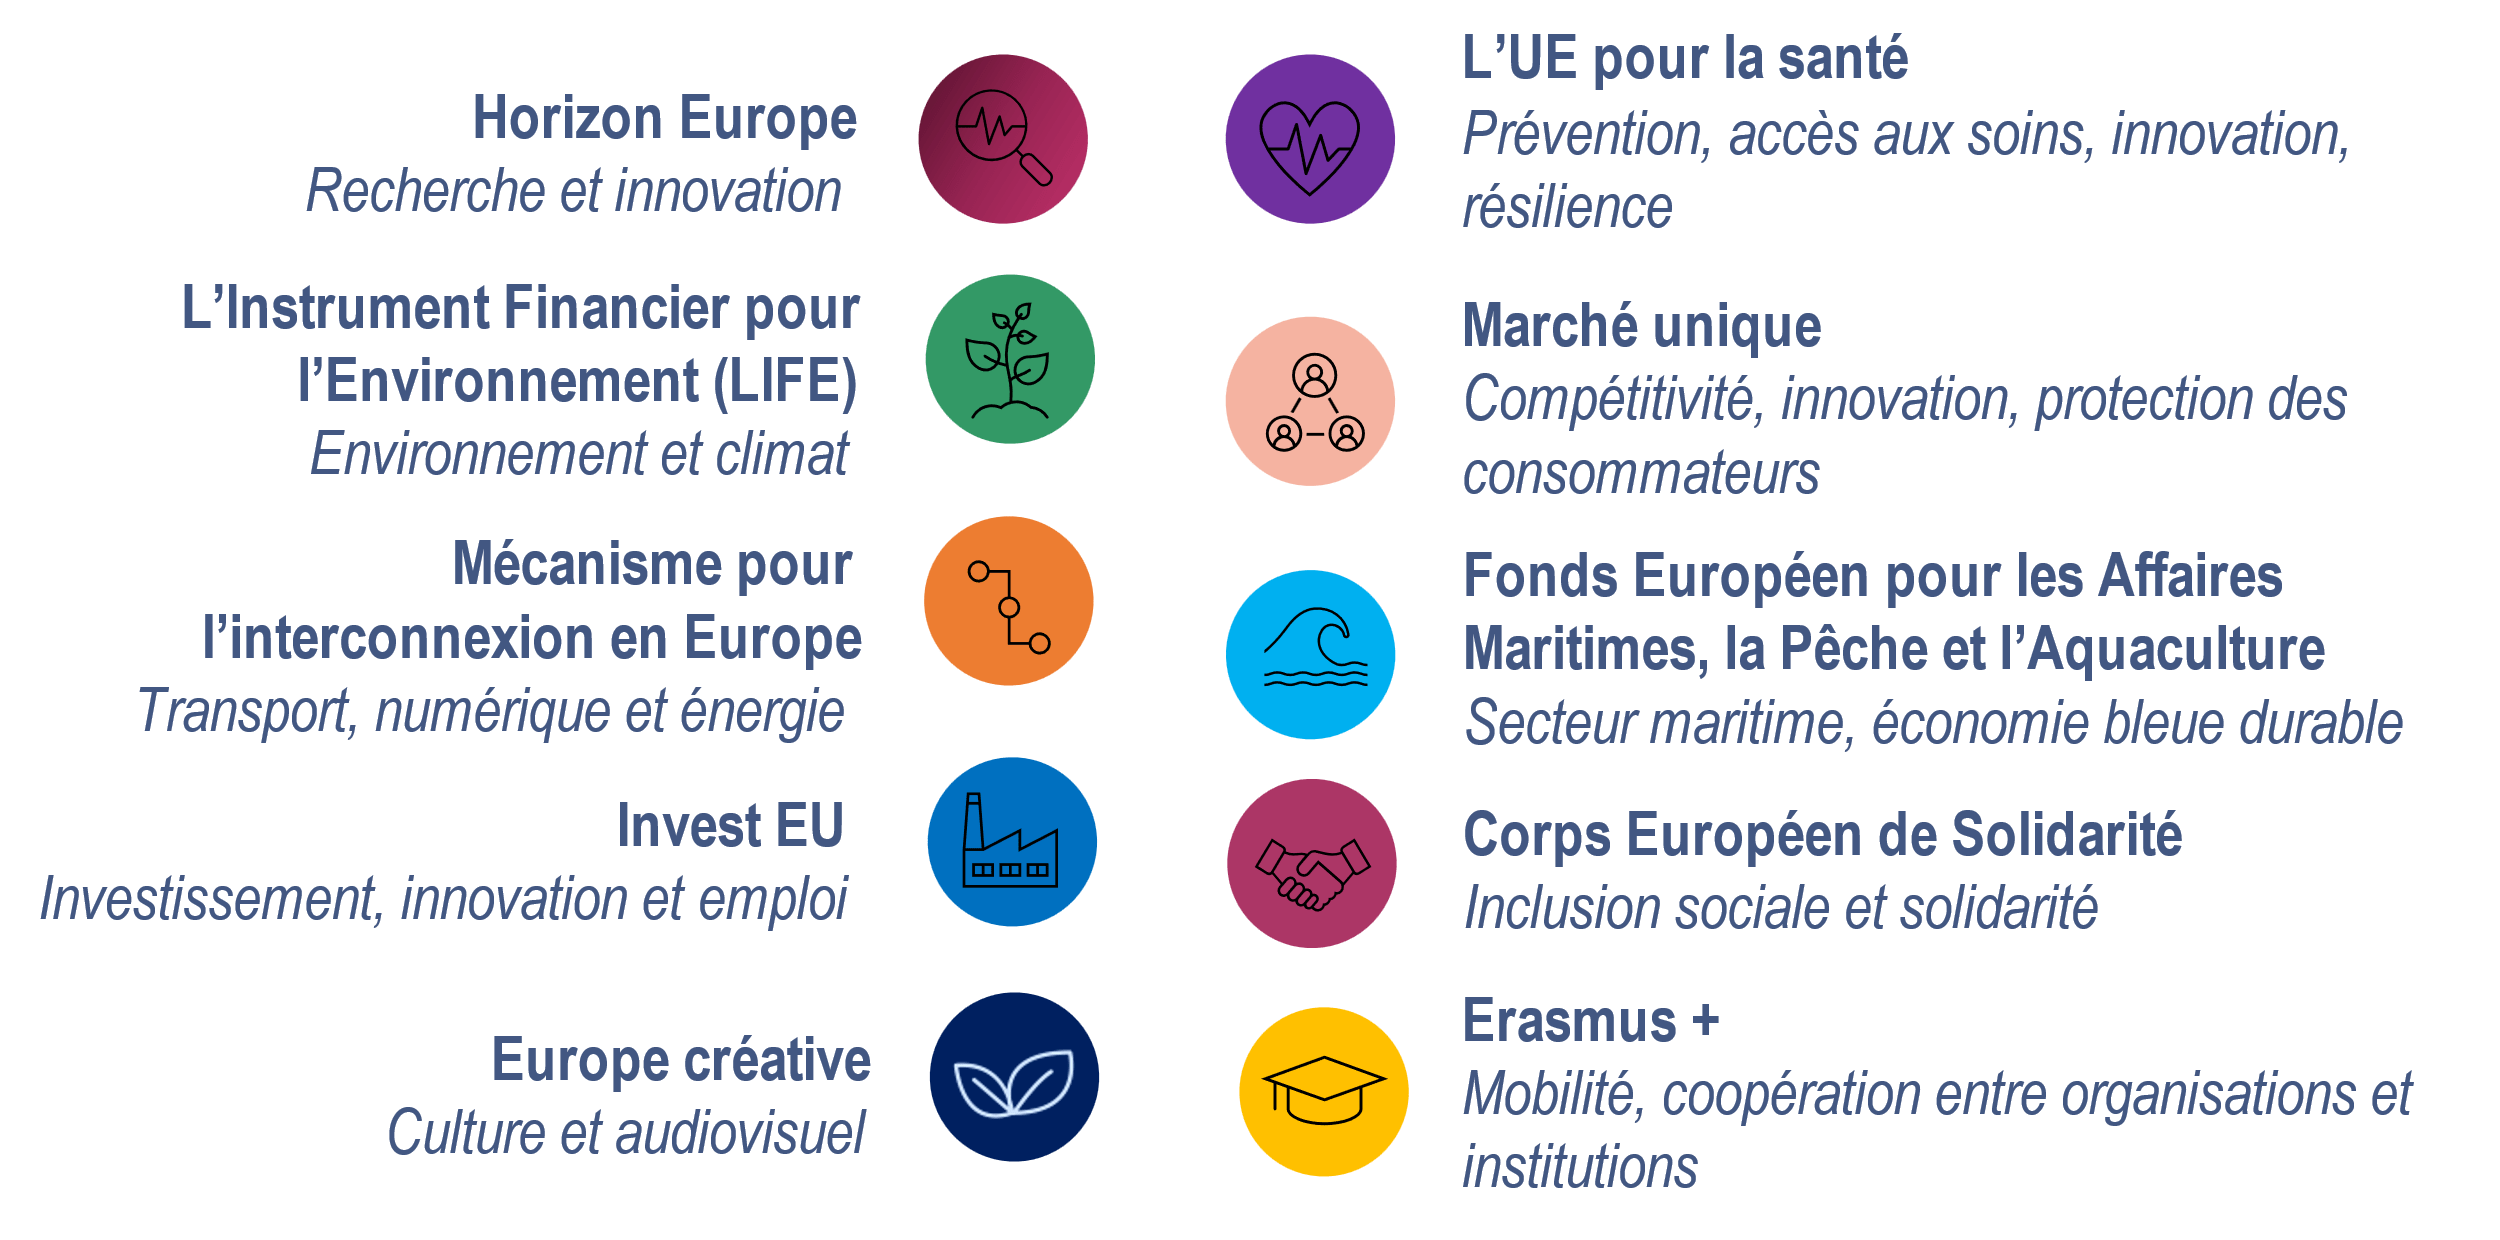 Horizon Europe
Recherche et innovation
L’Instrument Financier pour
l’Environnement (LIFE)
Environnement et climat
Mécanisme pour
l’interconnexion en Europe
Transport, numérique et énergie
Invest EU
Investissement, innovation et emploi
Europe créative
Culture et audiovisuel
L’UE pour la santé
Prévention, accès aux soins, innovation,
résilience
Marché unique
Compétitivité, innovation, protection des
consommateurs
Fonds Européen pour les Affaires
Maritimes, la Pêche et l’Aquaculture
Secteur maritime, économie bleue durable
Corps Européen de Solidarité
Inclusion sociale et solidarité
Erasmus +
Mobilité, coopération entre organisations et
institutions